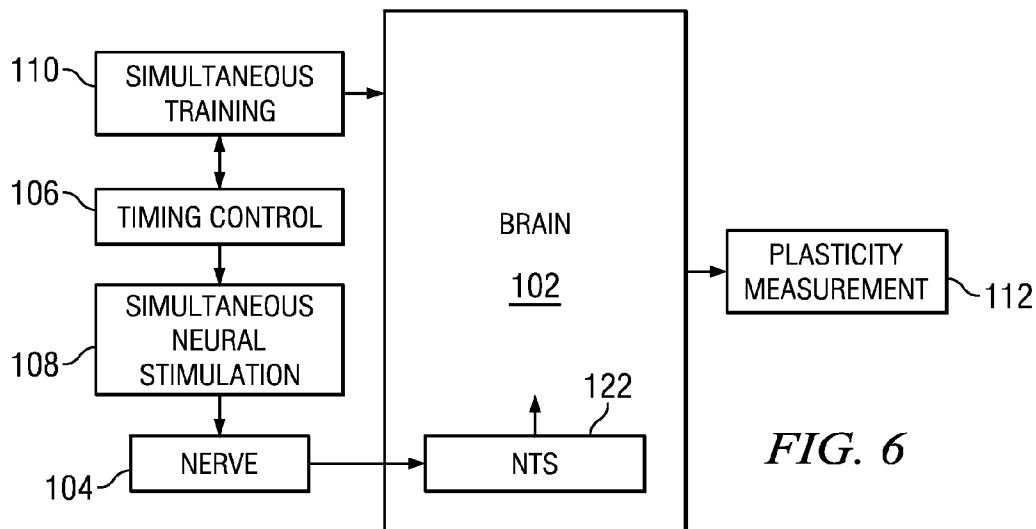 110
SIMULTANEOUS
TRAINING
106
TIMING CONTROL
BRAIN
102
PLASTICITY
MEASUREMENT
112
SIMULTANEOUS
NEURAL
STIMULATION
108
122
NERVE
104
NTS
FIG. 6